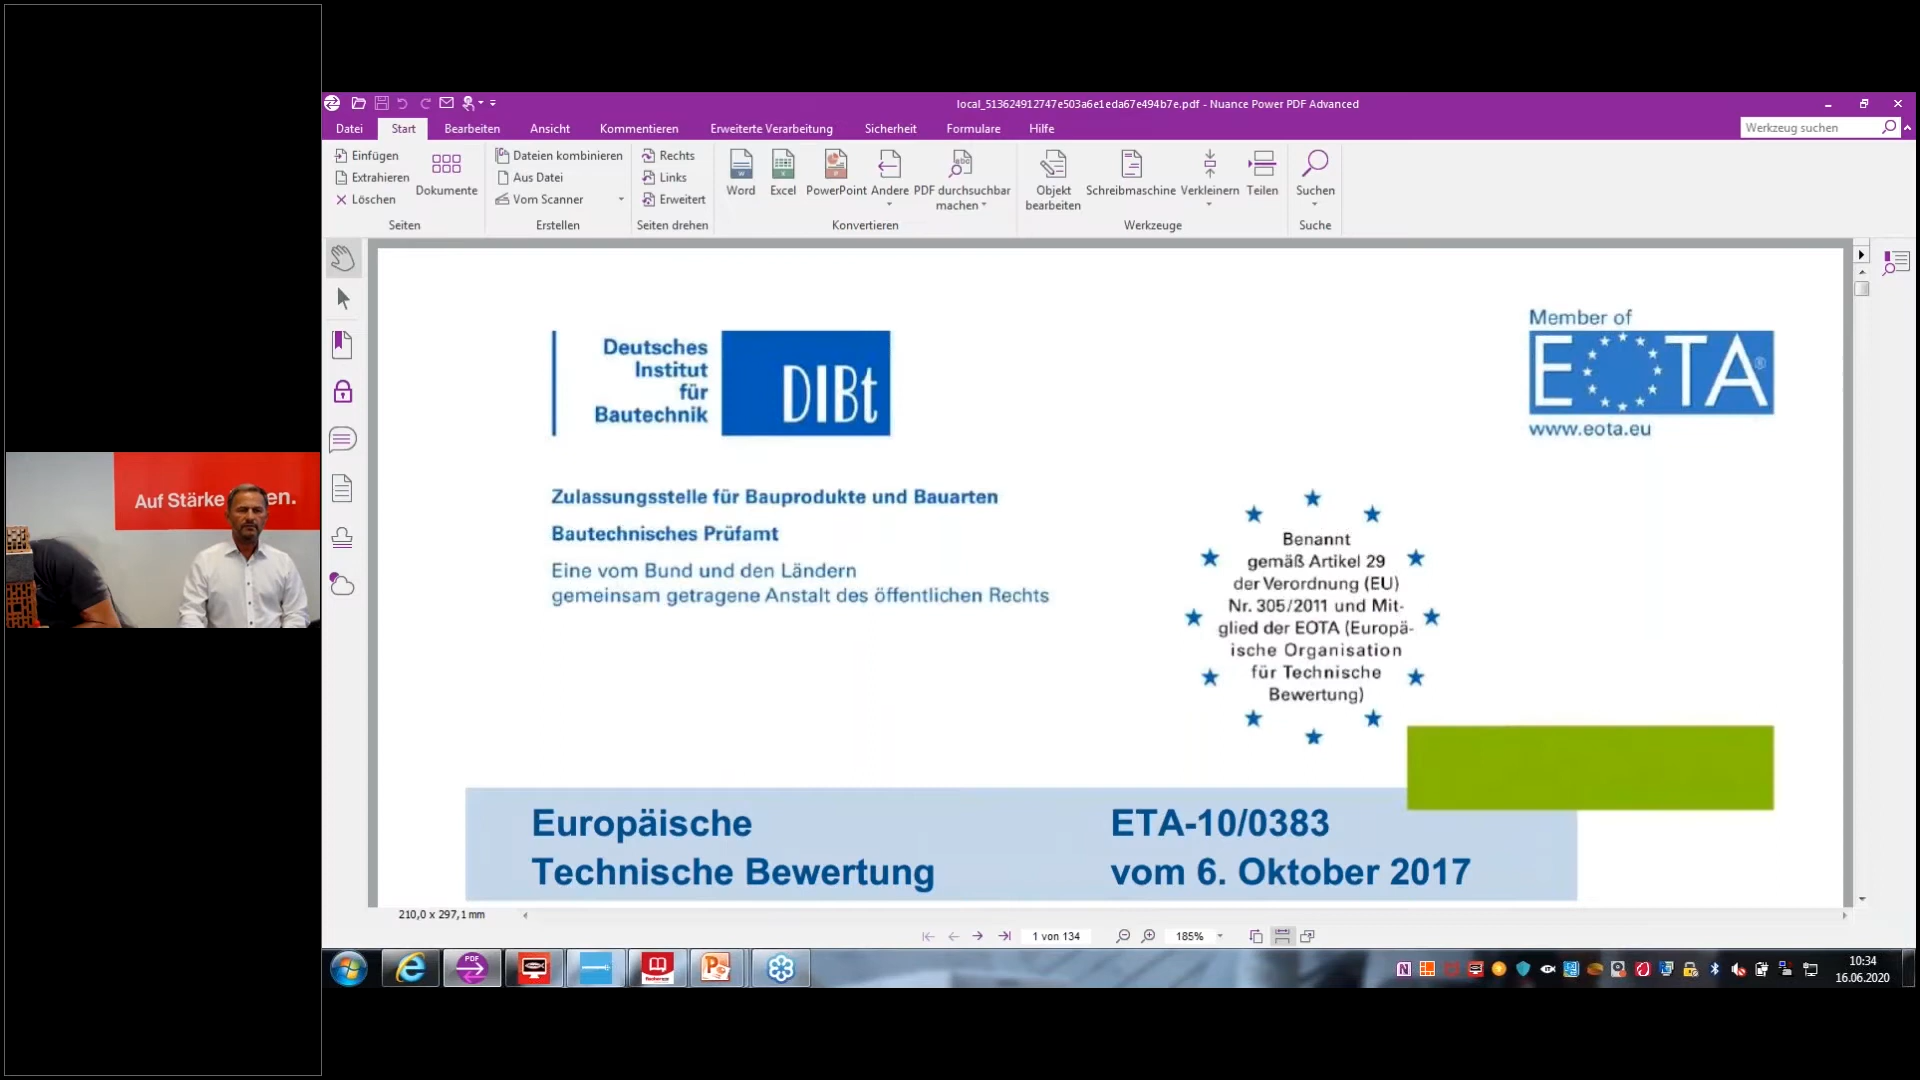 local_513624912747e503a6e1eda67e494b7e.pdf - Nuance Power PDF Advanced
Datei Start Bearbeiten Ansicht Kommentieren Erweiterte Verarbeitung Sicherheit Formulare Hilfe
Werkzeug suchen
Einfügen
Extrahieren
Löschen
Dokumente
Seiten
Dateien kombinieren
Aus Datei
Vom Scanner
Erstellen
Rechts
Links
Erweitert
Seiten drehen
Word
Excel
PowerPoint
Andere
PDF durchsuchbar
machen
Konvertieren
Objekt
bearbeiten
Schreibmaschine
Verkleinern
Teilen
Werkzeuge
Suchen
Suche
Deutsches
Institut
für
Bautechnik
DIBt
Member of
EOTA®
www.eota.eu
Zulassungsstelle für Bauprodukte und Bauarten
Bautechnisches Prüfamt
Eine vom Bund und den Ländern
gemeinsam getragene Anstalt des öffentlichen Rechts
Benannt
gemäß Artikel 29
der Verordnung (EU)
Nr. 305/2011 und Mit-
glied der EOTA (Europä-
ische Organisation
für Technische
Bewertung)
Europäische
Technische Bewertung
ETA-10/0383
vom 6. Oktober 2017
Auf Stärke en.
210,0 x 297,1 mm
1 von 134
185%
PDF
10:34
16.06.2020